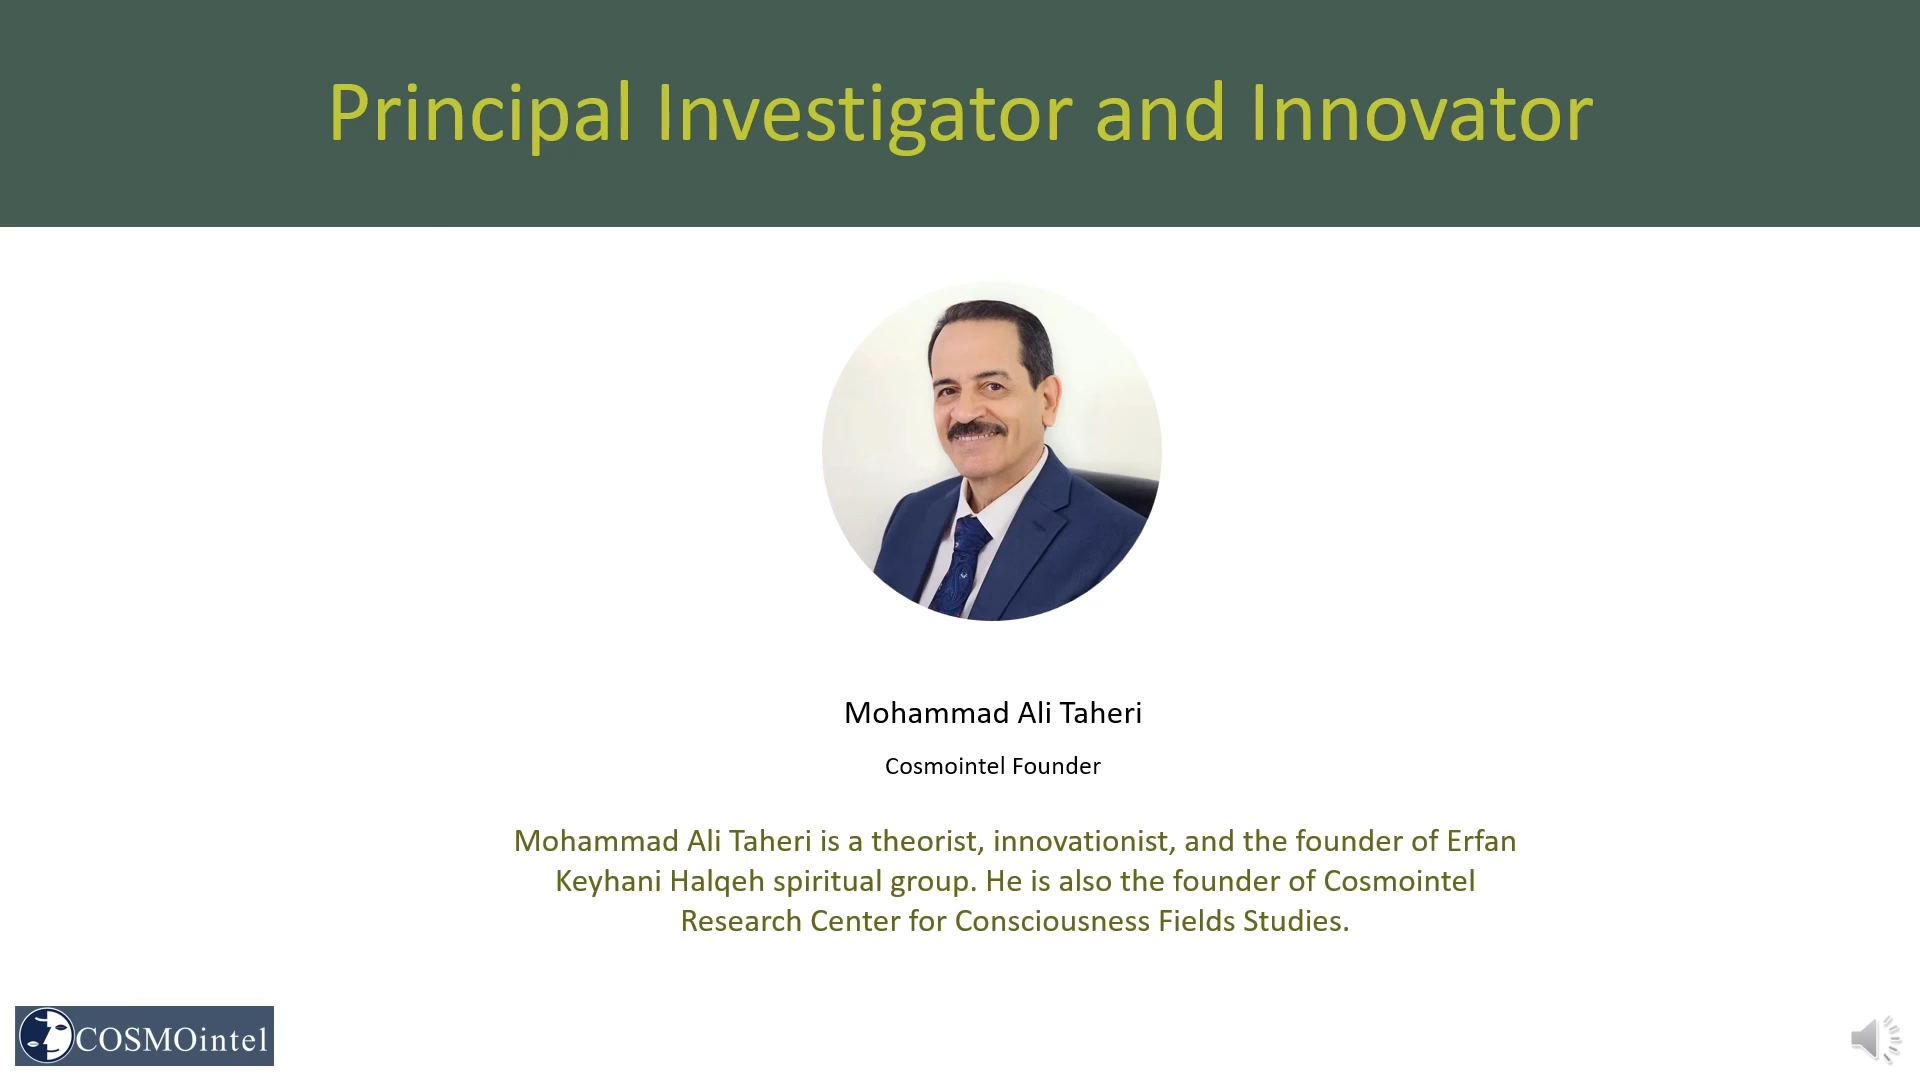 Principal Investigator and Innovator
Mohammad Ali Taheri
Cosmointel Founder
Mohammad Ali Taheri is a theorist, innovationist, and the founder of Erfan
Keyhani Halqeh spiritual group. He is also the founder of Cosmointel
Research Center for Consciousness Fields Studies.
COSMOintel